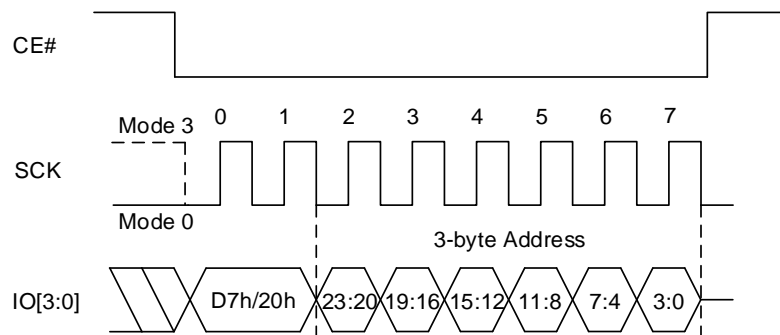 CE#
Mode 3 0 1 2 3 4 5 6 7
SCK
Mode 0
3-byte Address
IO[3:0] D7h/20h 23:20 19:16 15:12 11:8 7:4 3:0